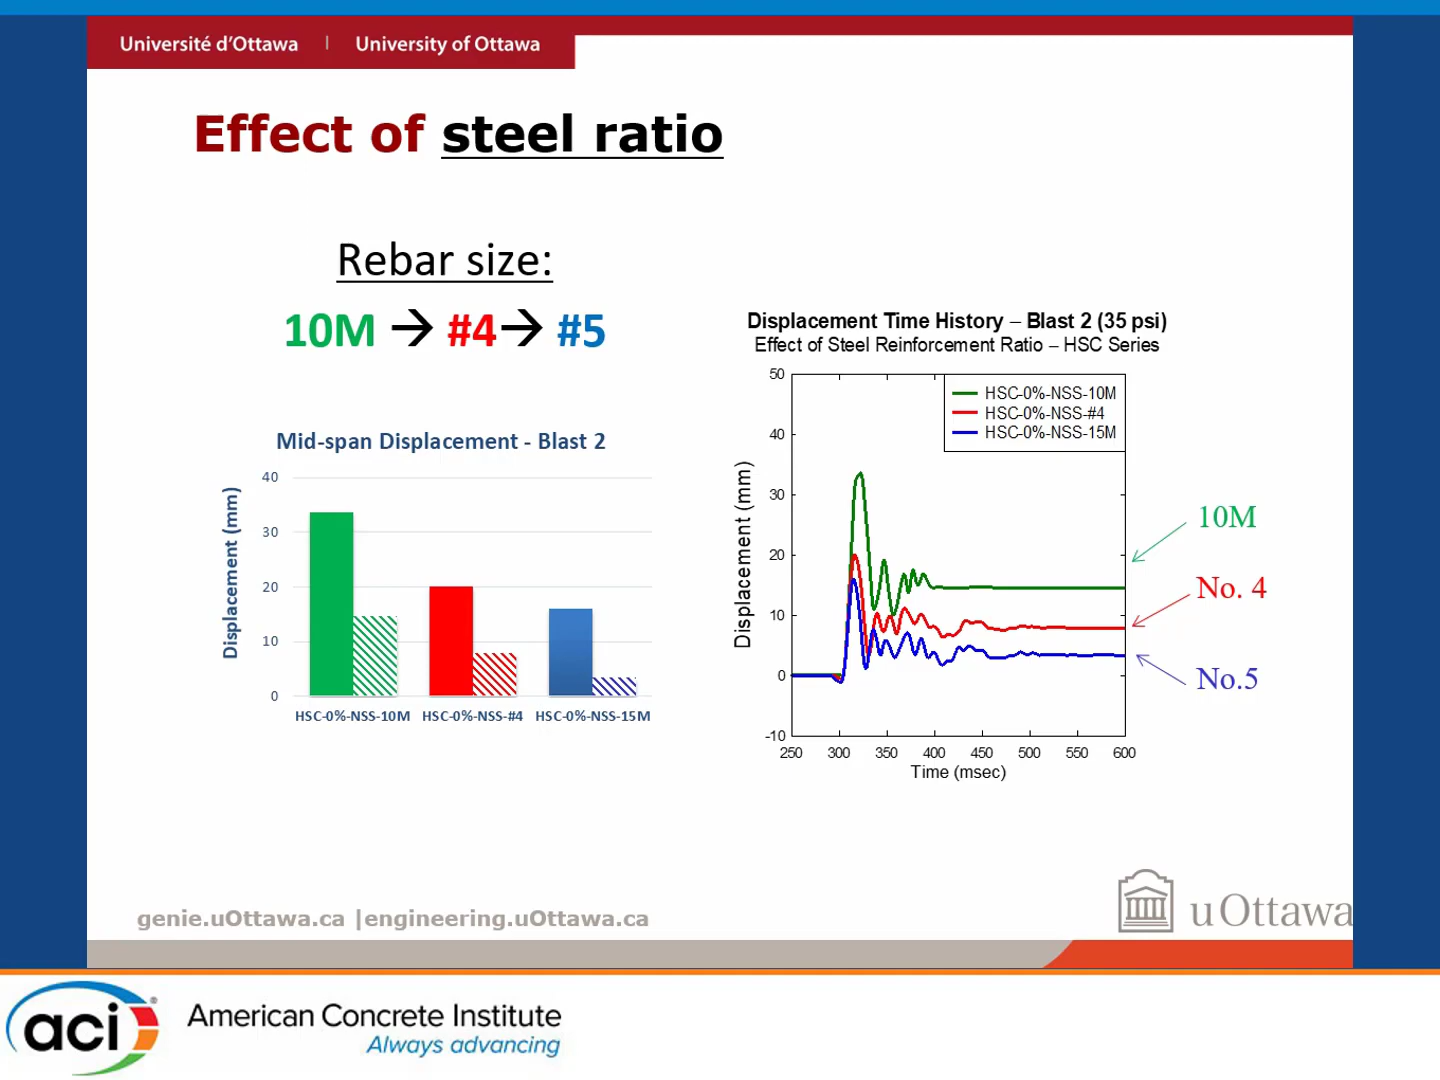 Université d'Ottawa | University of Ottawa
Effect of steel ratio
Rebar size:
10M → #4 → #5
Mid-span Displacement - Blast 2
Displacement (mm)
40
30
20
10
0
HSC-0%-NSS-10M HSC-0%-NSS-#4 HSC-0%-NSS-15M
Displacement Time History – Blast 2 (35 psi)
Effect of Steel Reinforcement Ratio – HSC Series
HSC-0%-NSS-10M
HSC-0%-NSS-#4
HSC-0%-NSS-15M
Displacement (mm)
50
40
30
20
10
0
-10
250 300 350 400 450 500 550 600
Time (msec)
10M
No. 4
No.5
genie.uOttawa.ca |engineering.uOttawa.ca
uOttawa
aci®
American Concrete Institute
Always advancing